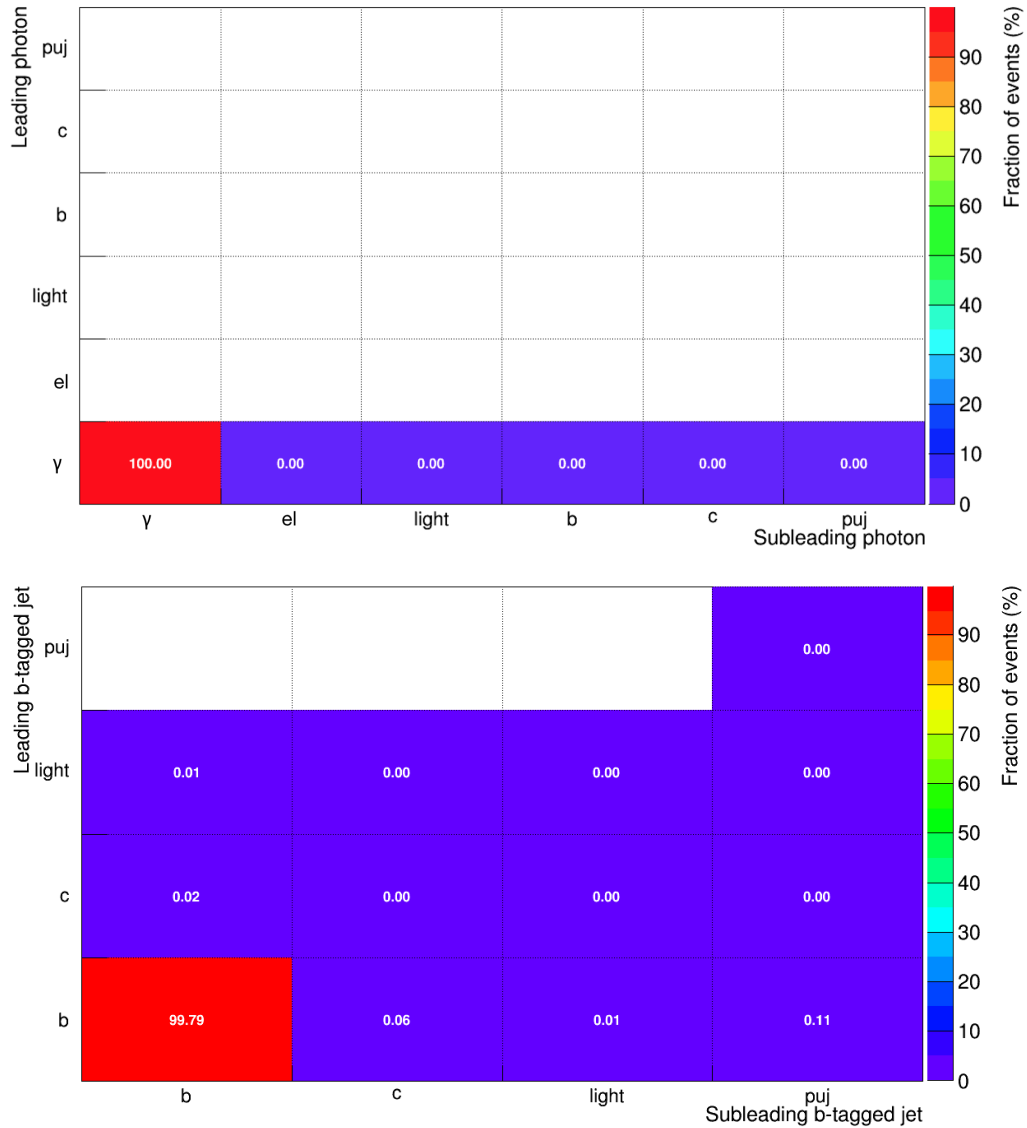 Leading photon
puj
c
b
light
el
γ
100.00 0.00 0.00 0.00 0.00 0.00
γ el light b c puj
Subleading photon
90
80
70
60
50
40
30
20
10
0
Fraction of events (%)
Leading b-tagged jet
puj
light
c
b
0.00
0.01 0.00 0.00 0.00
0.02 0.00 0.00 0.00
99.79 0.06 0.01 0.11
b c light puj
Subleading b-tagged jet
90
80
70
60
50
40
30
20
10
0
Fraction of events (%)